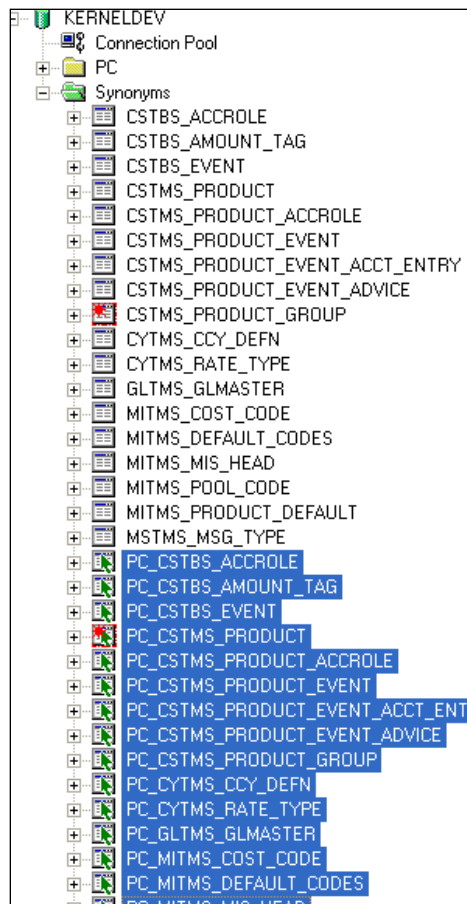 KERNELDEV
Connection Pool
PC
Synonyms
CSTBS_ACCROLE
CSTBS_AMOUNT_TAG
CSTBS_EVENT
CSTMS_PRODUCT
CSTMS_PRODUCT_ACCROLE
CSTMS_PRODUCT_EVENT
CSTMS_PRODUCT_EVENT_ACCT_ENTRY
CSTMS_PRODUCT_EVENT_ADVICE
CSTMS_PRODUCT_GROUP
CYTMS_CCY_DEFN
CYTMS_RATE_TYPE
GLTMS_GLMASTER
MITMS_COST_CODE
MITMS_DEFAULT_CODES
MITMS_MIS_HEAD
MITMS_POOL_CODE
MITMS_PRODUCT_DEFAULT
MSTMS_MSG_TYPE
PC_CSTBS_ACCROLE
PC_CSTBS_AMOUNT_TAG
PC_CSTBS_EVENT
PC_CSTMS_PRODUCT
PC_CSTMS_PRODUCT_ACCROLE
PC_CSTMS_PRODUCT_EVENT
PC_CSTMS_PRODUCT_EVENT_ACCT_ENT
PC_CSTMS_PRODUCT_EVENT_ADVICE
PC_CSTMS_PRODUCT_GROUP
PC_CYTMS_CCY_DEFN
PC_CYTMS_RATE_TYPE
PC_GLTMS_GLMASTER
PC_MITMS_COST_CODE
PC_MITMS_DEFAULT_CODES
PC_MITMS_MIS_HEAD